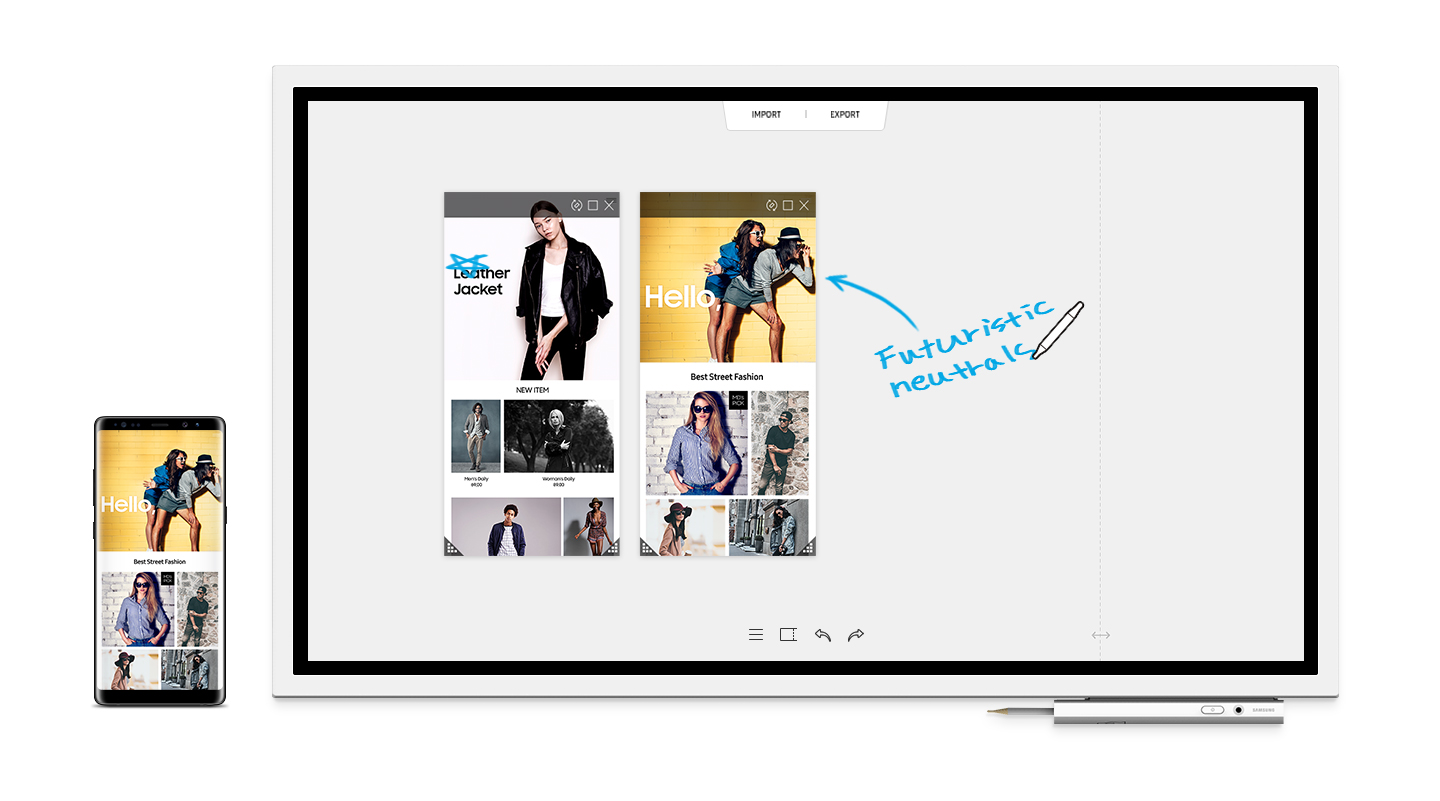 IMPORT | EXPORT
Leather
Jacket
NEW ITEM
Men's Daily
69.00
Woman's Daily
89.00
Hello,
Best Street Fashion
MD's
PICK
Futuristic
neutrals
Hello,
Best Street Fashion
MD's
PICK
SAMSUNG